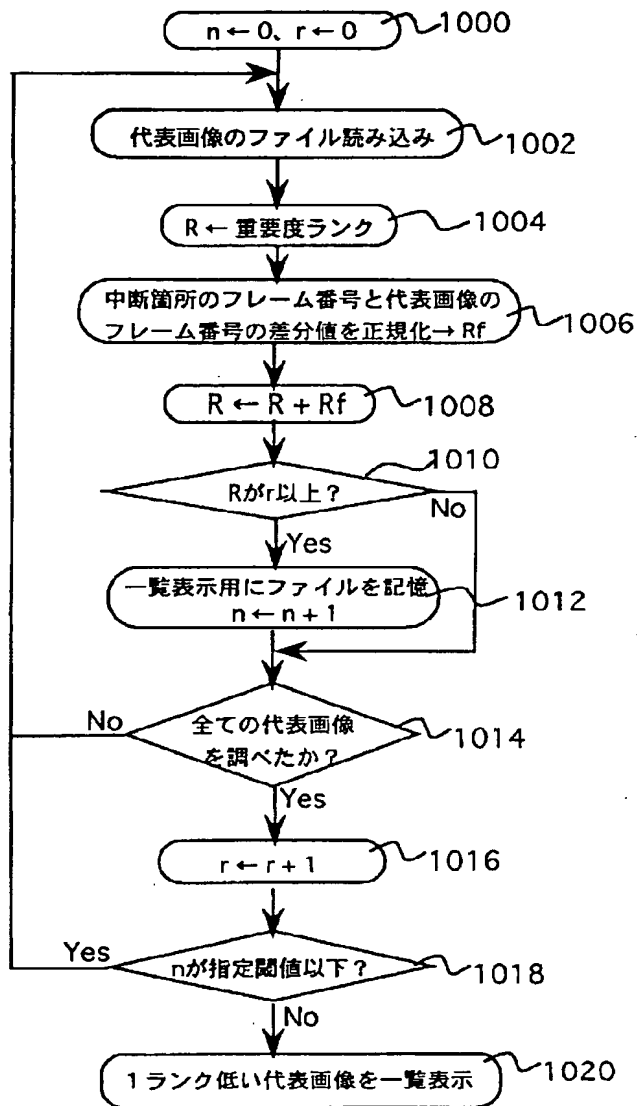 n ← 0、r ← 0
1000
代表画像のファイル読み込み
1002
R ← 重要度ランク
1004
中断箇所のフレーム番号と代表画像の
フレーム番号の差分値を正規化→ Rf
1006
R ← R + Rf
1008
1010
Rがr以上？
No
Yes
一覧表示用にファイルを記憶
n ← n + 1
1012
No
全ての代表画像
を調べたか？
1014
Yes
r ← r + 1
1016
Yes
nが指定閾値以下？
1018
No
1ランク低い代表画像を一覧表示
1020